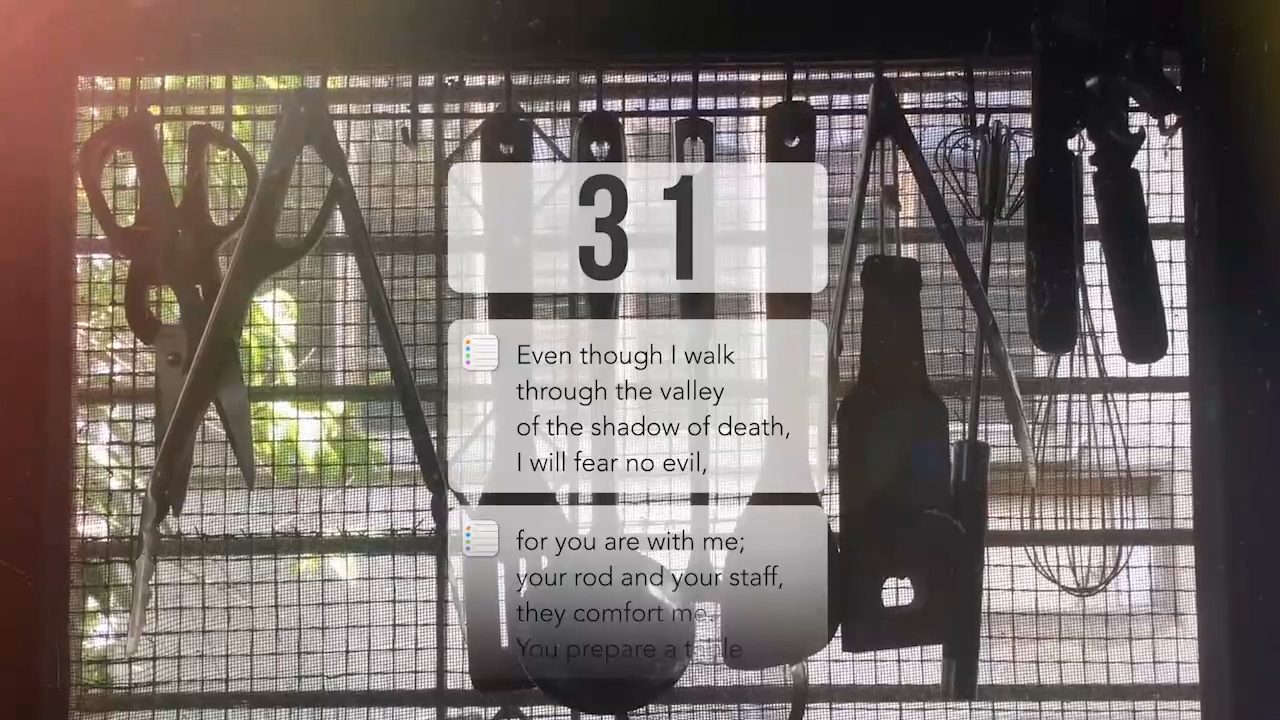 31
Even though I walk
through the valley
of the shadow of death,
I will fear no evil,
for you are with me;
your rod and your staff,
they comfort me.
You prepare a table